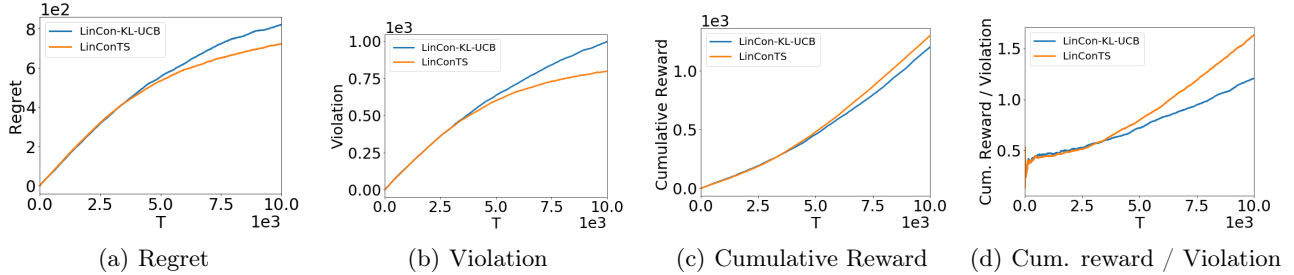 1e2
8
6
4
2
0
Regret
LinCon-KL-UCB
LinConTS
0.0 2.5 5.0 7.5 10.0
T 1e3
(a) Regret
1e3
1.00
0.75
0.50
0.25
0.00
Violation
LinCon-KL-UCB
LinConTS
0.0 2.5 5.0 7.5 10.0
T 1e3
(b) Violation
1e3
1.0
0.5
0.0
Cumulative Reward
LinCon-KL-UCB
LinConTS
0.0 2.5 5.0 7.5 10.0
T 1e3
(c) Cumulative Reward
1.5
1.0
0.5
Cum. Reward / Violation
LinCon-KL-UCB
LinConTS
0.0 2.5 5.0 7.5 10.0
T 1e3
(d) Cum. reward / Violation